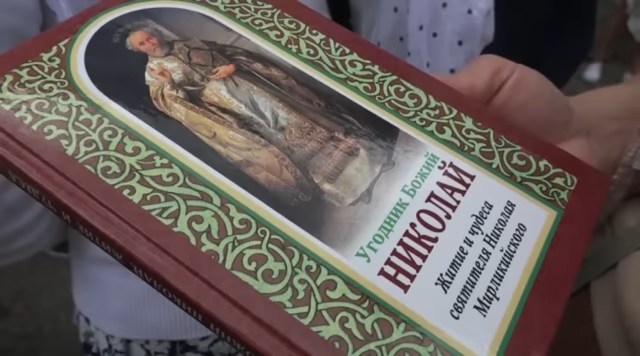 Угодник Божий
НИКОЛАЙ
Житие и чудеса
святителя Николая
Мирликийского